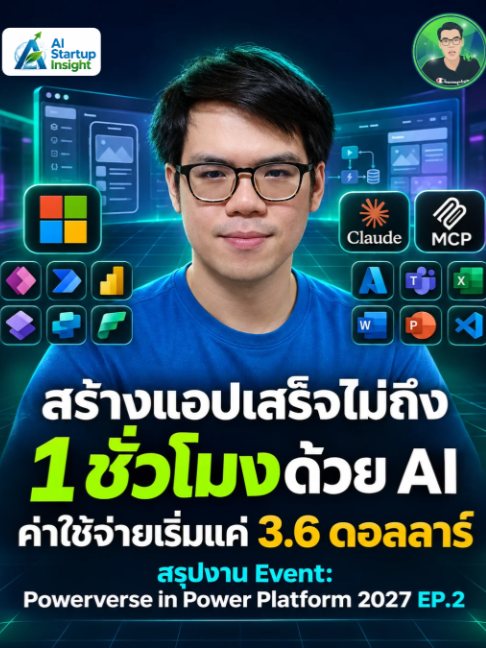 AI
Startup
Insight
Claude
MCP
สร้างแอปเสร็จไม่ถึง
1 ชั่วโมงด้วย AI
ค่าใช้จ่ายเริ่มแค่ 3.6 ดอลลาร์
สรุปงาน Event:
Powerverse in Power Platform 2027 EP.2